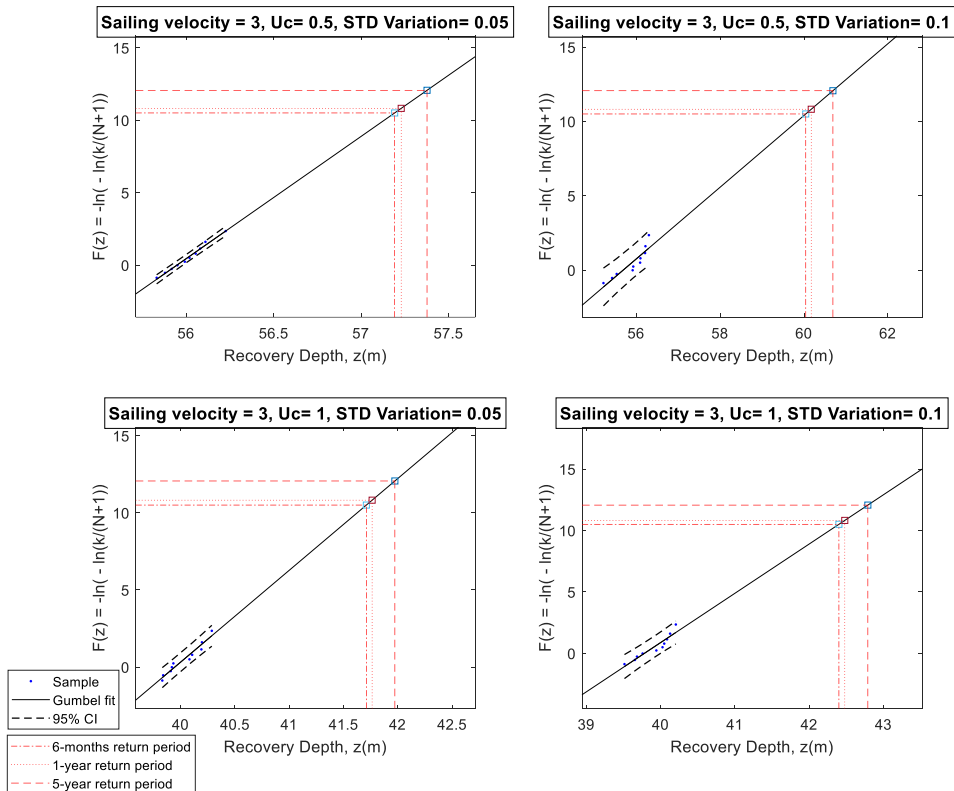 Sailing velocity = 3, Uc= 0.5, STD Variation= 0.05
15
10
5
0
F(z) = -ln( - ln(k/(N+1))
56
56.5
57
57.5
Recovery Depth, z(m)
Sailing velocity = 3, Uc= 0.5, STD Variation= 0.1
15
10
5
0
F(z) = -ln( - ln(k/(N+1))
56
58
60
62
Recovery Depth, z(m)
Sailing velocity = 3, Uc= 1, STD Variation= 0.05
15
10
5
0
F(z) = -ln( - ln(k/(N+1))
40
40.5
41
41.5
42
42.5
Recovery Depth, z(m)
Sailing velocity = 3, Uc= 1, STD Variation= 0.1
15
10
5
0
F(z) = -ln( - ln(k/(N+1))
39
40
41
42
43
Recovery Depth, z(m)
Sample
Gumbel fit
95% CI
6-months return period
1-year return period
5-year return period